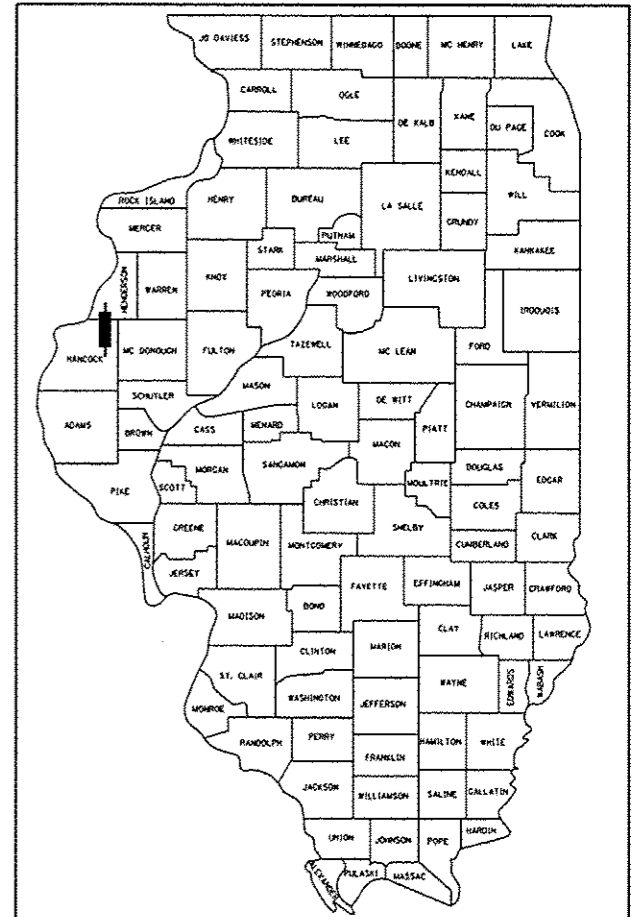 JO DAVIESS STEPHENSON WINNEBAGO BOONE MC HENRY LAKE
CARROLL OGLE
DE KALB KANE DU PAGE COOK
WHITESIDE LEE
KENDALL WILL
ROCK ISLAND HENRY BUREAU LA SALLE GRUNDY
MERCER PUTNAM KANKAKEE
STARK MARSHALL
HENDERSON WARREN KNOX PEORIA WOODFORD LIVINGSTON IROQUOIS
HANCOCK MC DONOUGH FULTON TAZEWELL MC LEAN FORD
MASON
SCHUYLER LOGAN DE WITT CHAMPAIGN VERMILION
ADAMS BROWN CASS MENARD MACON PIATT
MORGAN SANGAMON DOUGLAS
PIKE SCOTT MOULTRIE EDGAR
CHRISTIAN COLES
GREENE MACOUPIN MONTGOMERY SHELBY CUMBERLAND CLARK
CALHOUN
JERSEY FAYETTE EFFINGHAM JASPER CRAWFORD
MADISON BOND
CLAY RICHLAND LAWRENCE
CLINTON MARION
ST. CLAIR WAYNE EDWARDS WABASH
MONROE WASHINGTON JEFFERSON
RANDOLPH PERRY HAMILTON WHITE
FRANKLIN
JACKSON WILLIAMSON SALINE GALLATIN
UNION JOHNSON POPE HARDIN
ALEXANDER PULASKI MASSAC